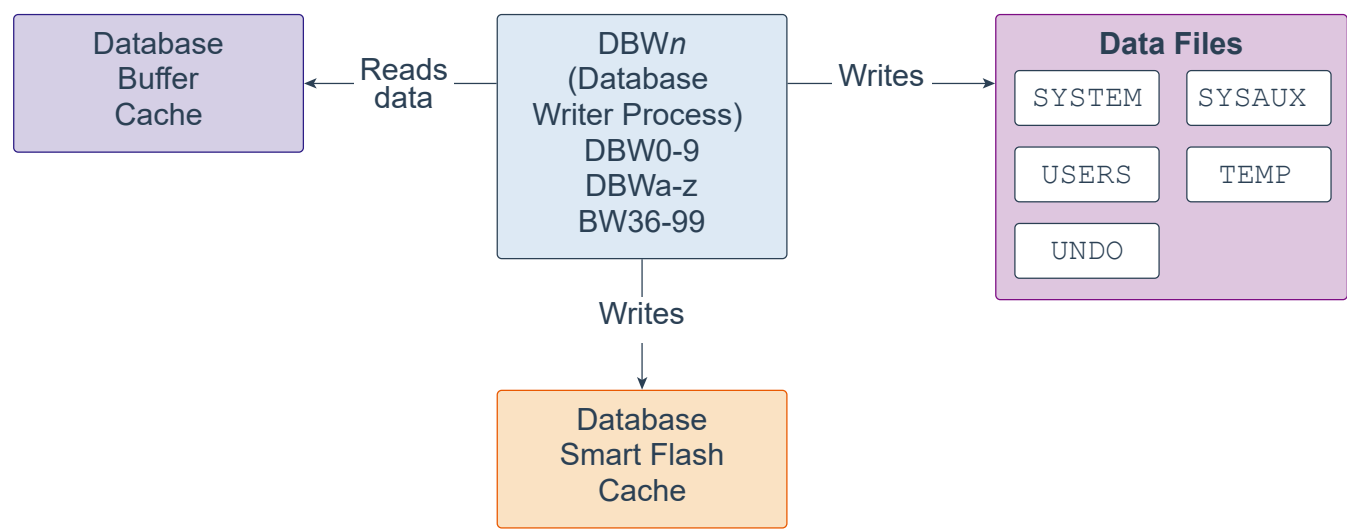 Database
Buffer
Cache
Reads
data
DBWn
(Database
Writer Process)
DBW0-9
DBWa-z
BW36-99
Writes
Data Files
SYSTEM
SYSAUX
USERS
TEMP
UNDO
Writes
Database
Smart Flash
Cache